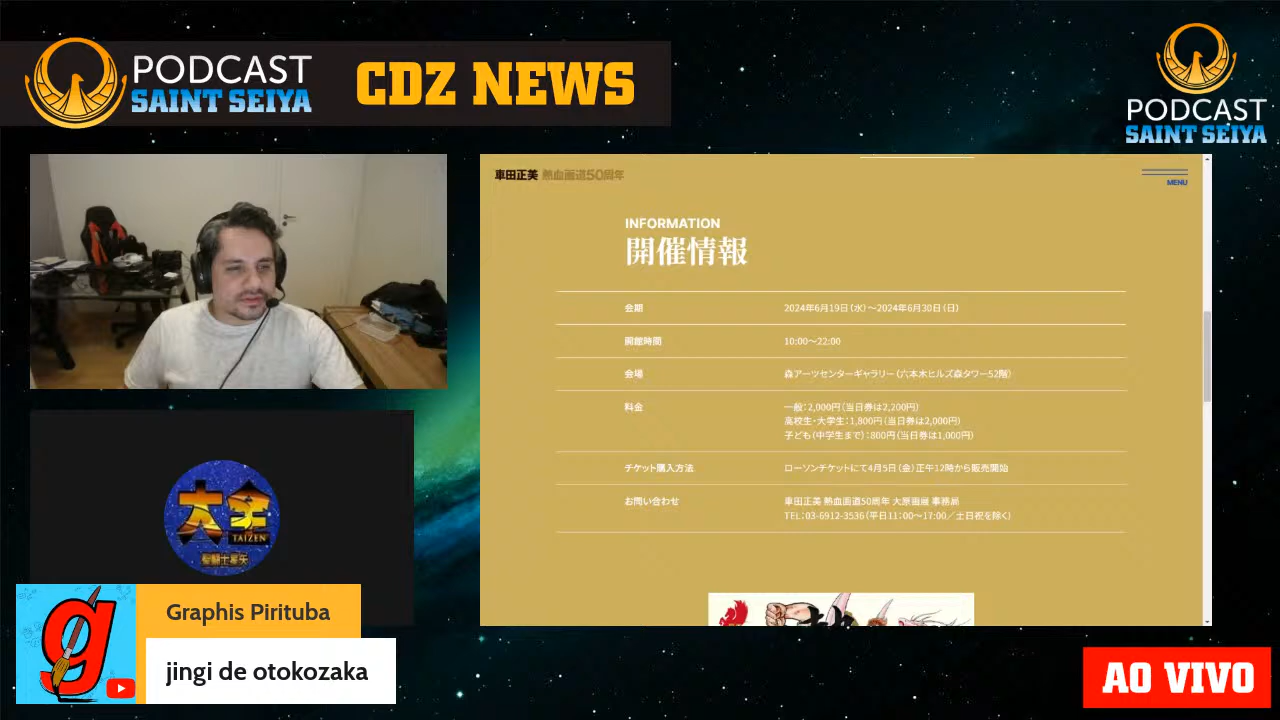 PODCAST
SAINT SEIYA
CDZ NEWS
PODCAST
SAINT SEIYA
車田正美 熱血画道50周年
MENU
INFORMATION
開催情報
会期
2024年6月19日(水)〜2024年6月30日(日)
開館時間
10:00〜22:00
会場
森アーツセンターギャラリー(六本木ヒルズ森タワー52階)
料金
一般:2,000円(当日券は2,200円)
高校生・大学生:1,800円(当日券は2,000円)
子ども(中学生まで):800円(当日券は1,000円)
チケット購入方法
ローソンチケットにて4月5日(金)正午12時から販売開始
お問い合わせ
車田正美 熱血画道50周年 大原画展 事務局
TEL:03-6912-3536(平日11:00〜17:00/土日祝を除く)
TAIZEN
聖闘士星矢
g
Graphis Pirituba
jingi de otokozaka
AO VIVO